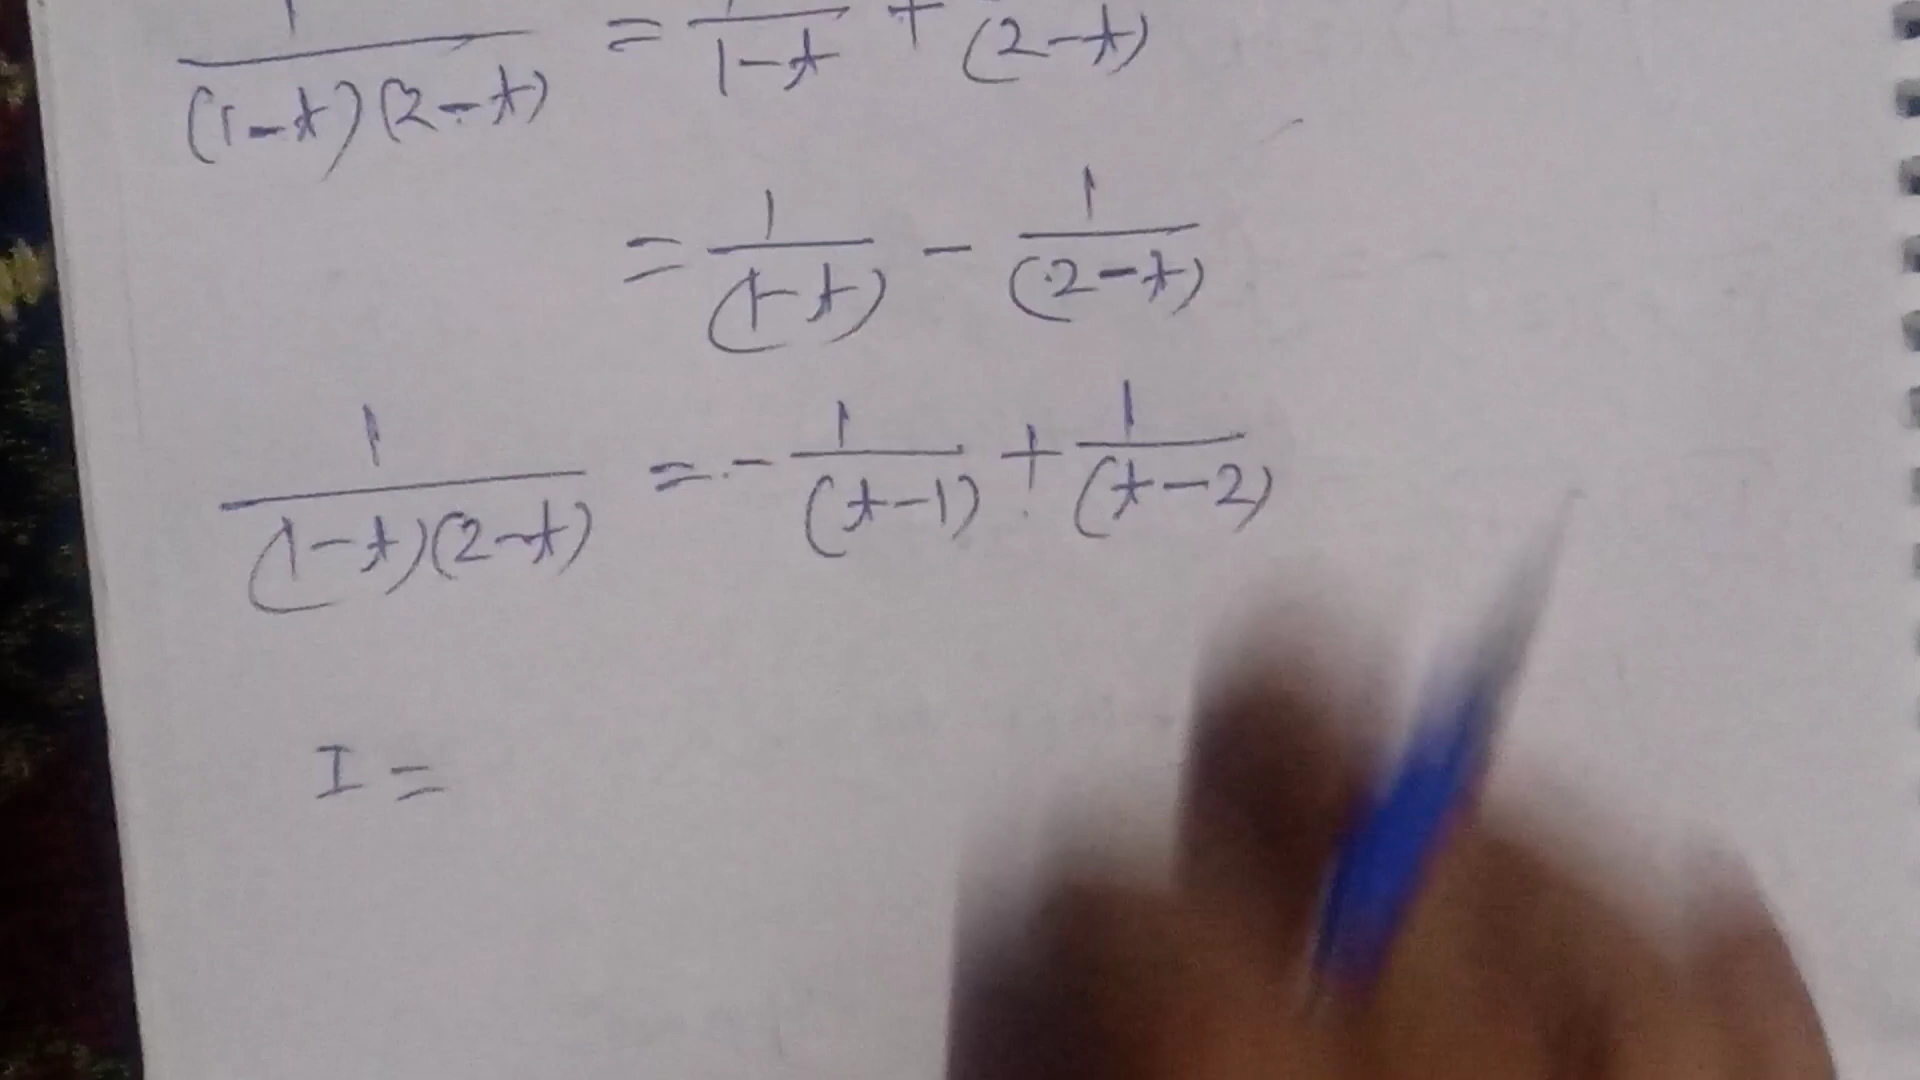 1/((1-t)(2-t)) = 1/(1-t) + /(2-t)
= 1/(1-t) - 1/(2-t)
1/((1-t)(2-t)) = -1/(t-1) + 1/(t-2)
I =